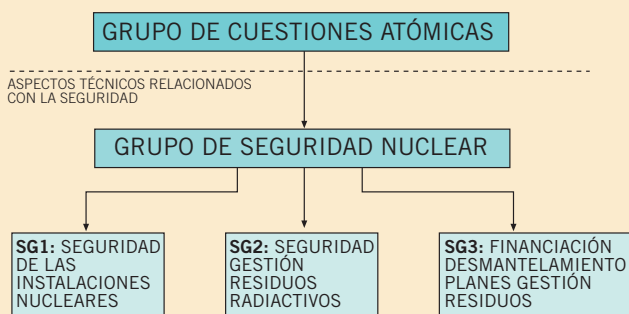 GRUPO DE CUESTIONES ATÓMICAS
ASPECTOS TÉCNICOS RELACIONADOS
CON LA SEGURIDAD
GRUPO DE SEGURIDAD NUCLEAR
SG1: SEGURIDAD
DE LAS
INSTALACIONES
NUCLEARES
SG2: SEGURIDAD
GESTIÓN
RESIDUOS
RADIACTIVOS
SG3: FINANCIACIÓN
DESMANTELAMIENTO
PLANES GESTIÓN
RESIDUOS